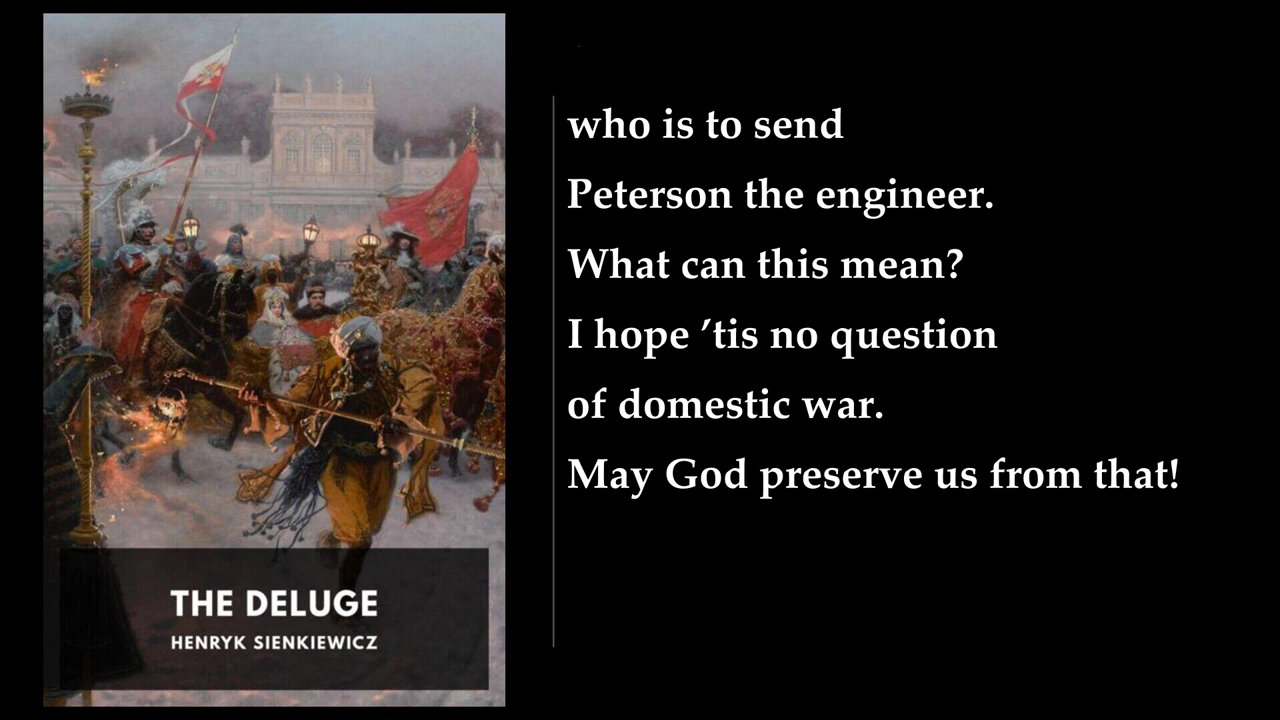 who is to send
Peterson the engineer.
What can this mean?
I hope ’tis no question
of domestic war.
May God preserve us from that!
THE DELUGE
HENRYK SIENKIEWICZ